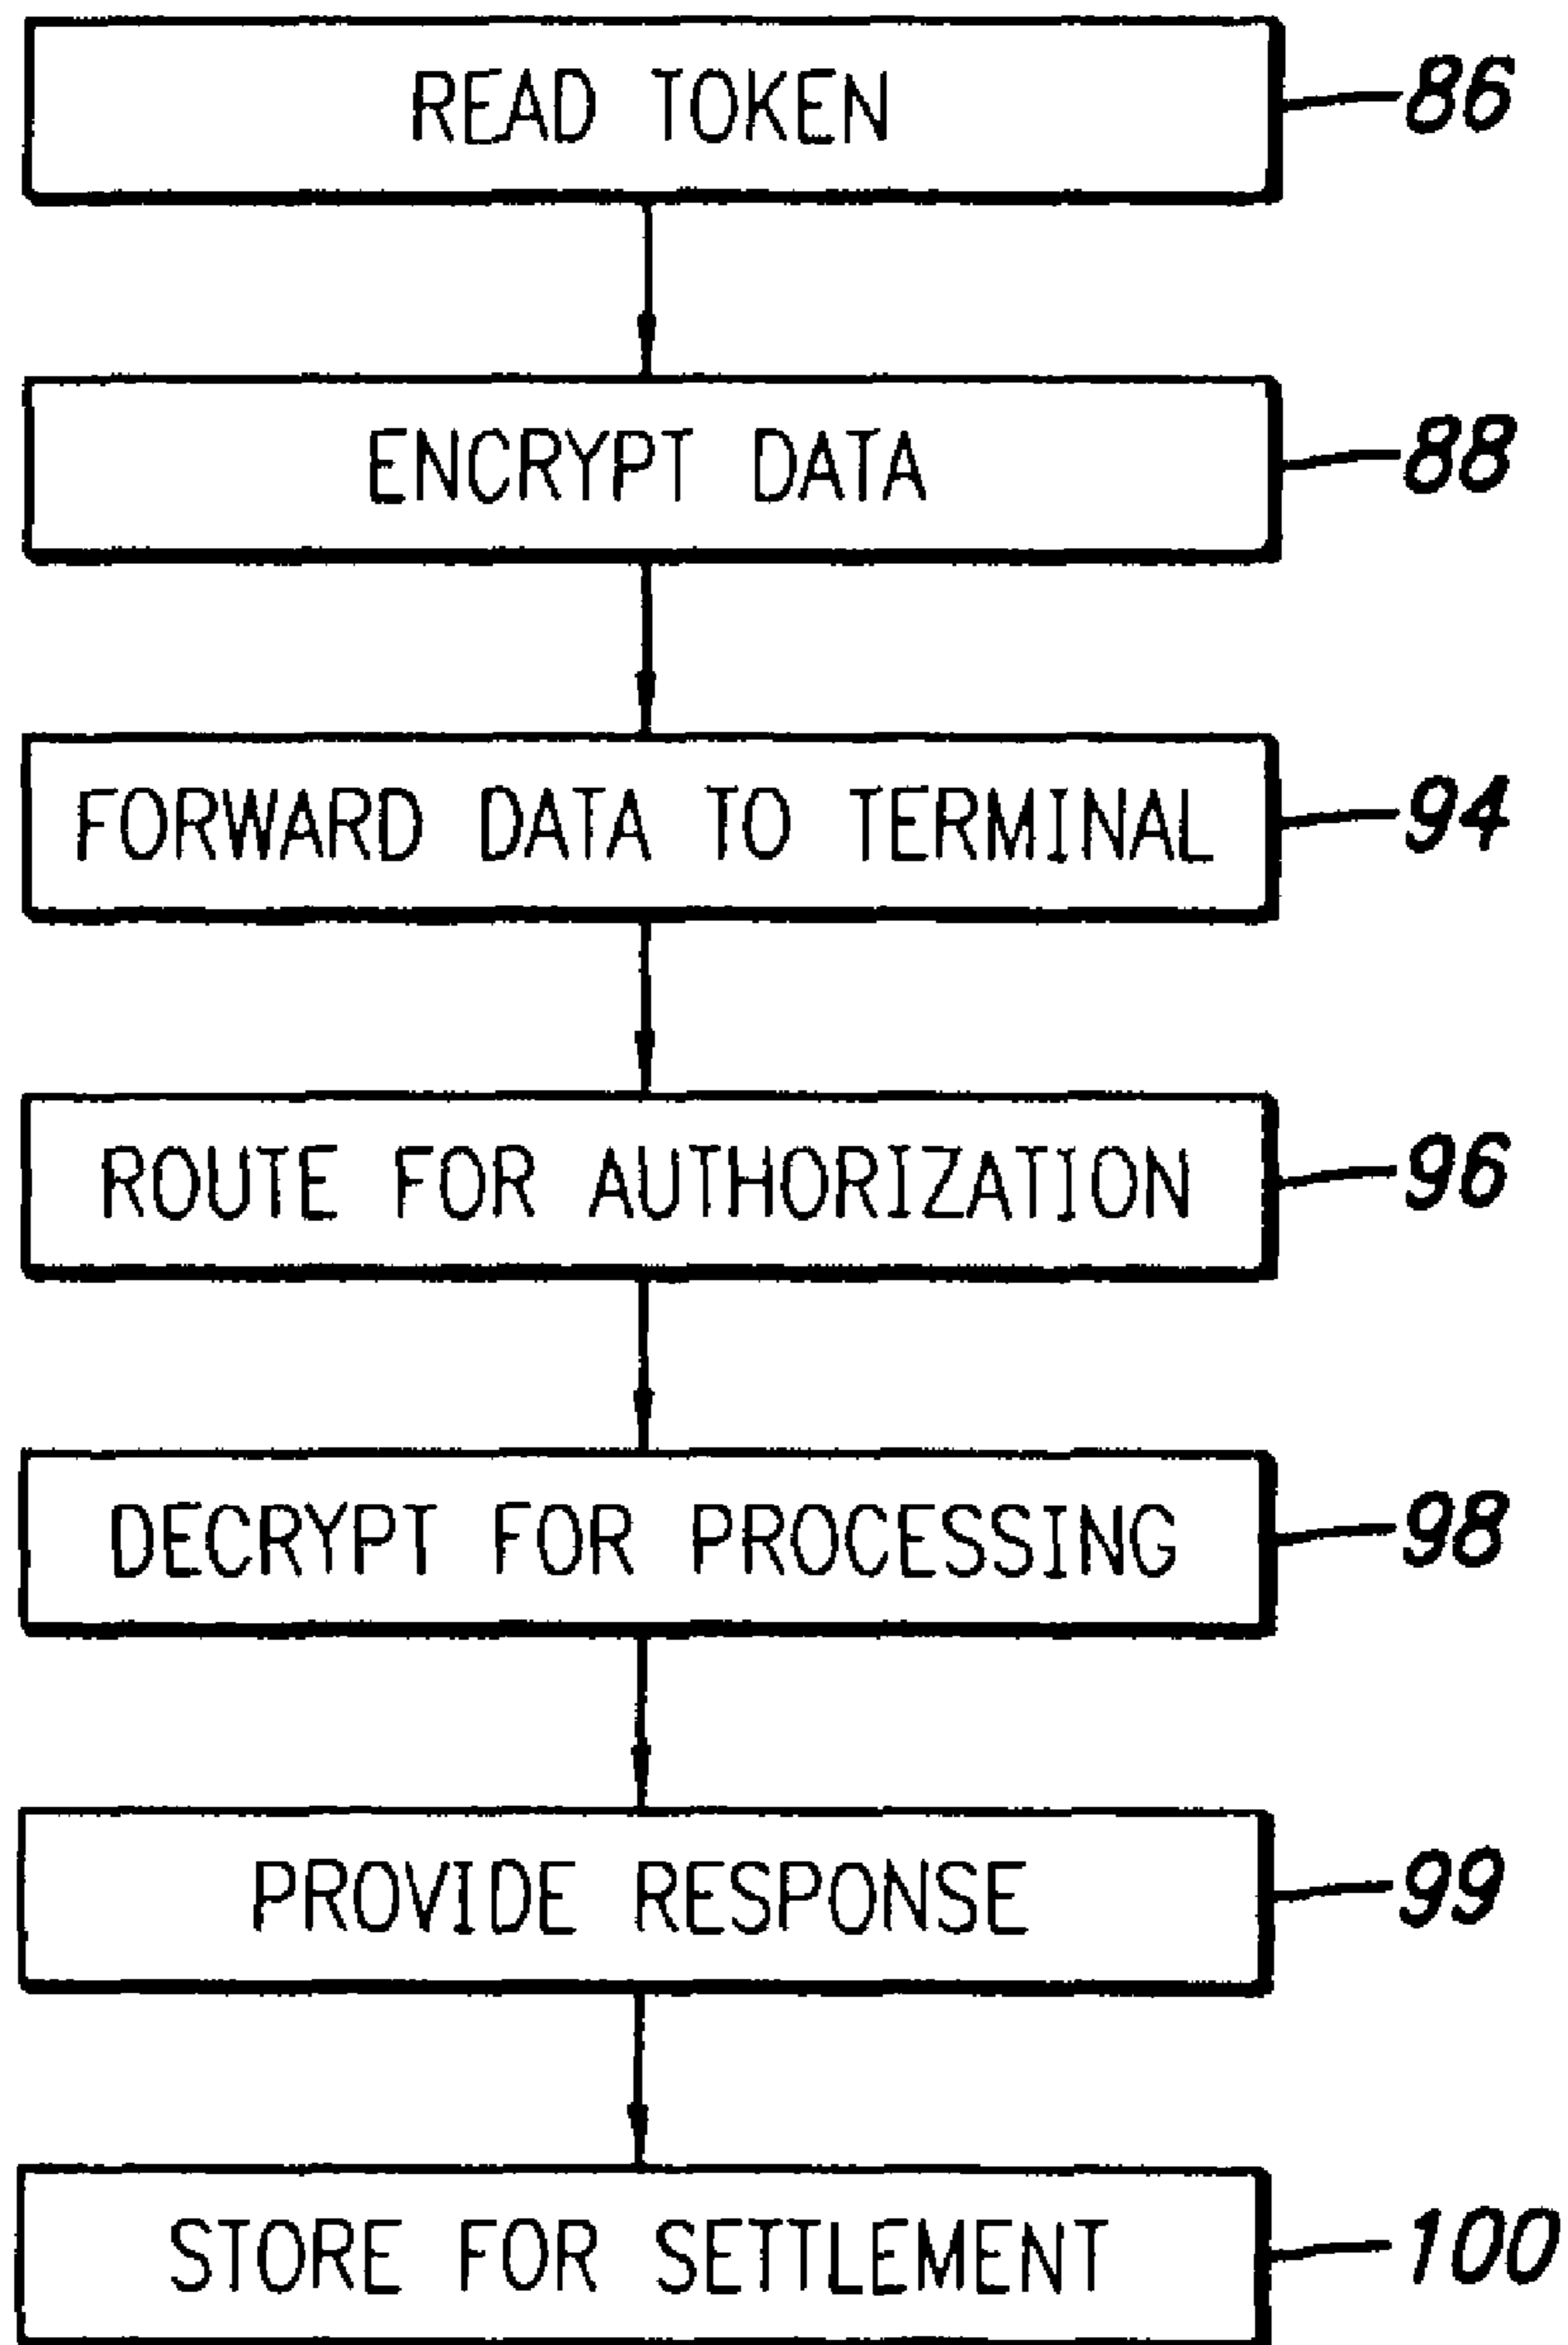 READ TOKEN 86
ENCRYPT DATA 88
FORWARD DATA TO TERMINAL 94
ROUTE FOR AUTHORIZATION 96
DECRYPT FOR PROCESSING 98
PROVIDE RESPONSE 99
STORE FOR SETTLEMENT 100